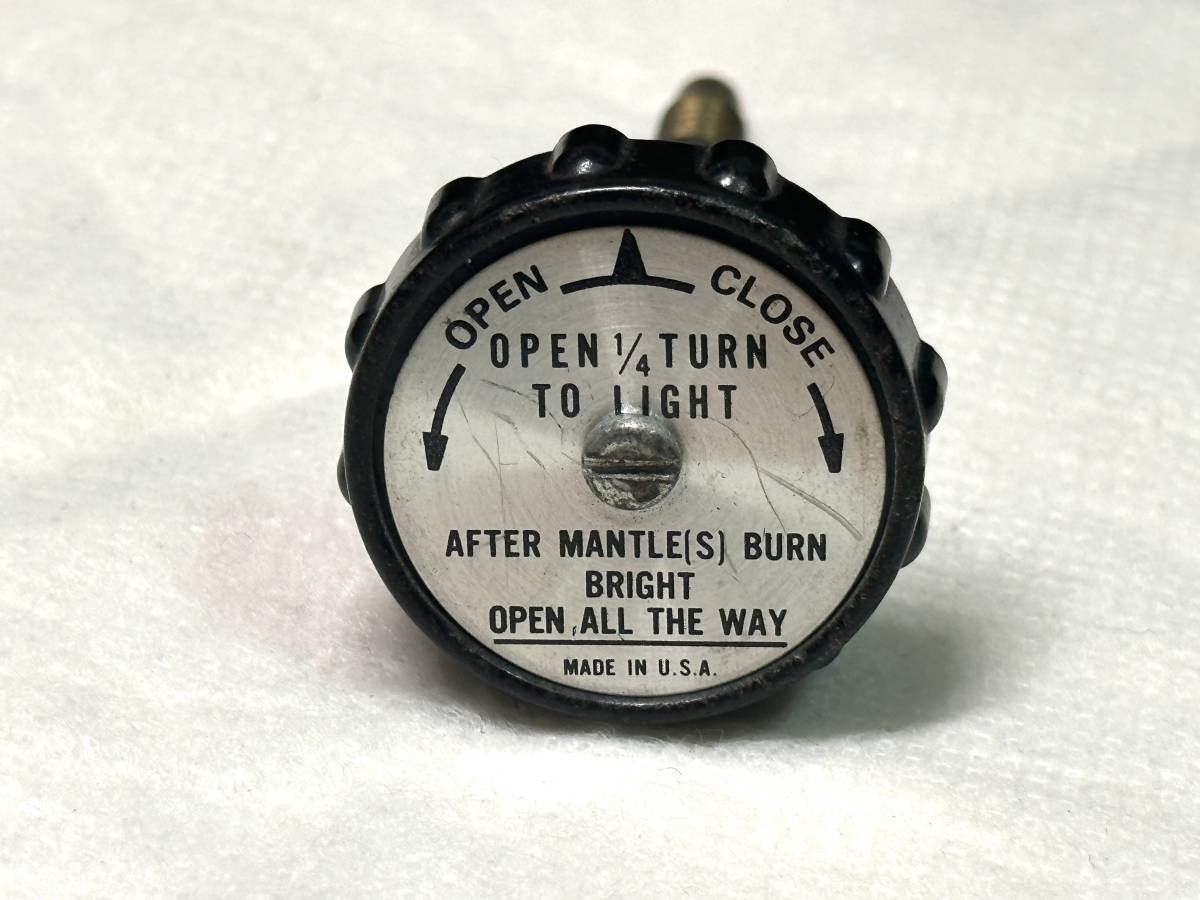 OPEN CLOSE
OPEN 1/4 TURN
TO LIGHT
AFTER MANTLE(S) BURN
BRIGHT
OPEN ALL THE WAY
MADE IN U.S.A.